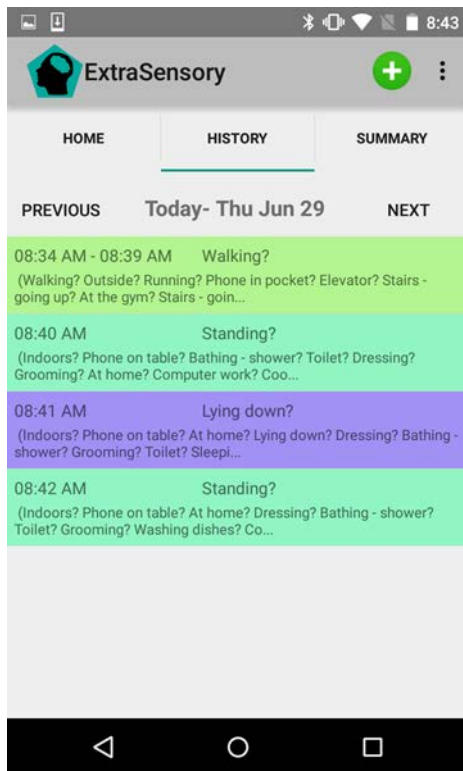 8:43
ExtraSensory
HOME HISTORY SUMMARY
PREVIOUS Today- Thu Jun 29 NEXT
08:34 AM - 08:39 AM Walking?
(Walking? Outside? Running? Phone in pocket? Elevator? Stairs -
going up? At the gym? Stairs - goin...
08:40 AM Standing?
(Indoors? Phone on table? Bathing - shower? Toilet? Dressing?
Grooming? At home? Computer work? Coo...
08:41 AM Lying down?
(Indoors? Phone on table? At home? Lying down? Dressing? Bathing -
shower? Grooming? Toilet? Sleepi...
08:42 AM Standing?
(Indoors? Phone on table? At home? Dressing? Bathing - shower?
Toilet? Grooming? Washing dishes? Co...